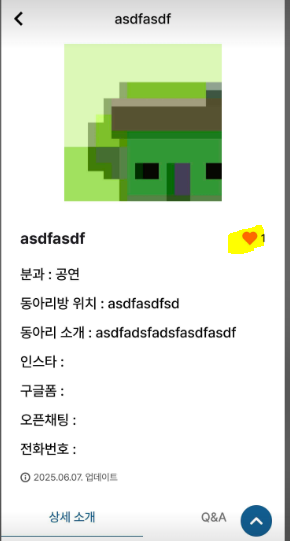 asdfasdf
asdfasdf 1
분과 : 공연
동아리방 위치 : asdfasdfsd
동아리 소개 : asdfadsfadsfasdfasdf
인스타 :
구글폼 :
오픈채팅 :
전화번호 :
2025.06.07. 업데이트
상세 소개 Q&A